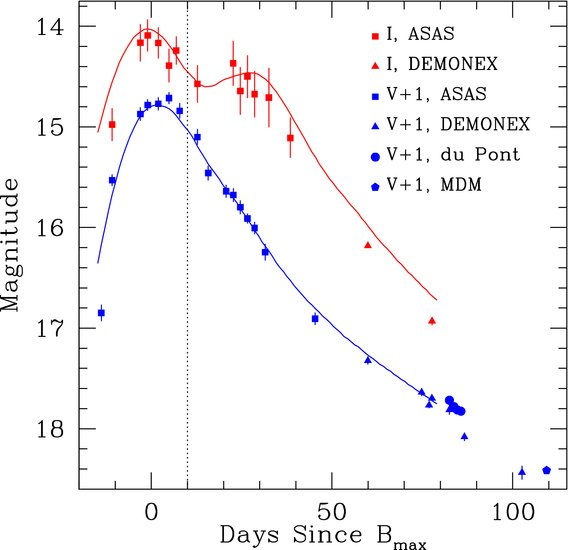 14
15
16
17
18
Magnitude
I, ASAS
I, DEMONEX
V+1, ASAS
V+1, DEMONEX
V+1, du Pont
V+1, MDM
0
50
100
Days Since Bmax